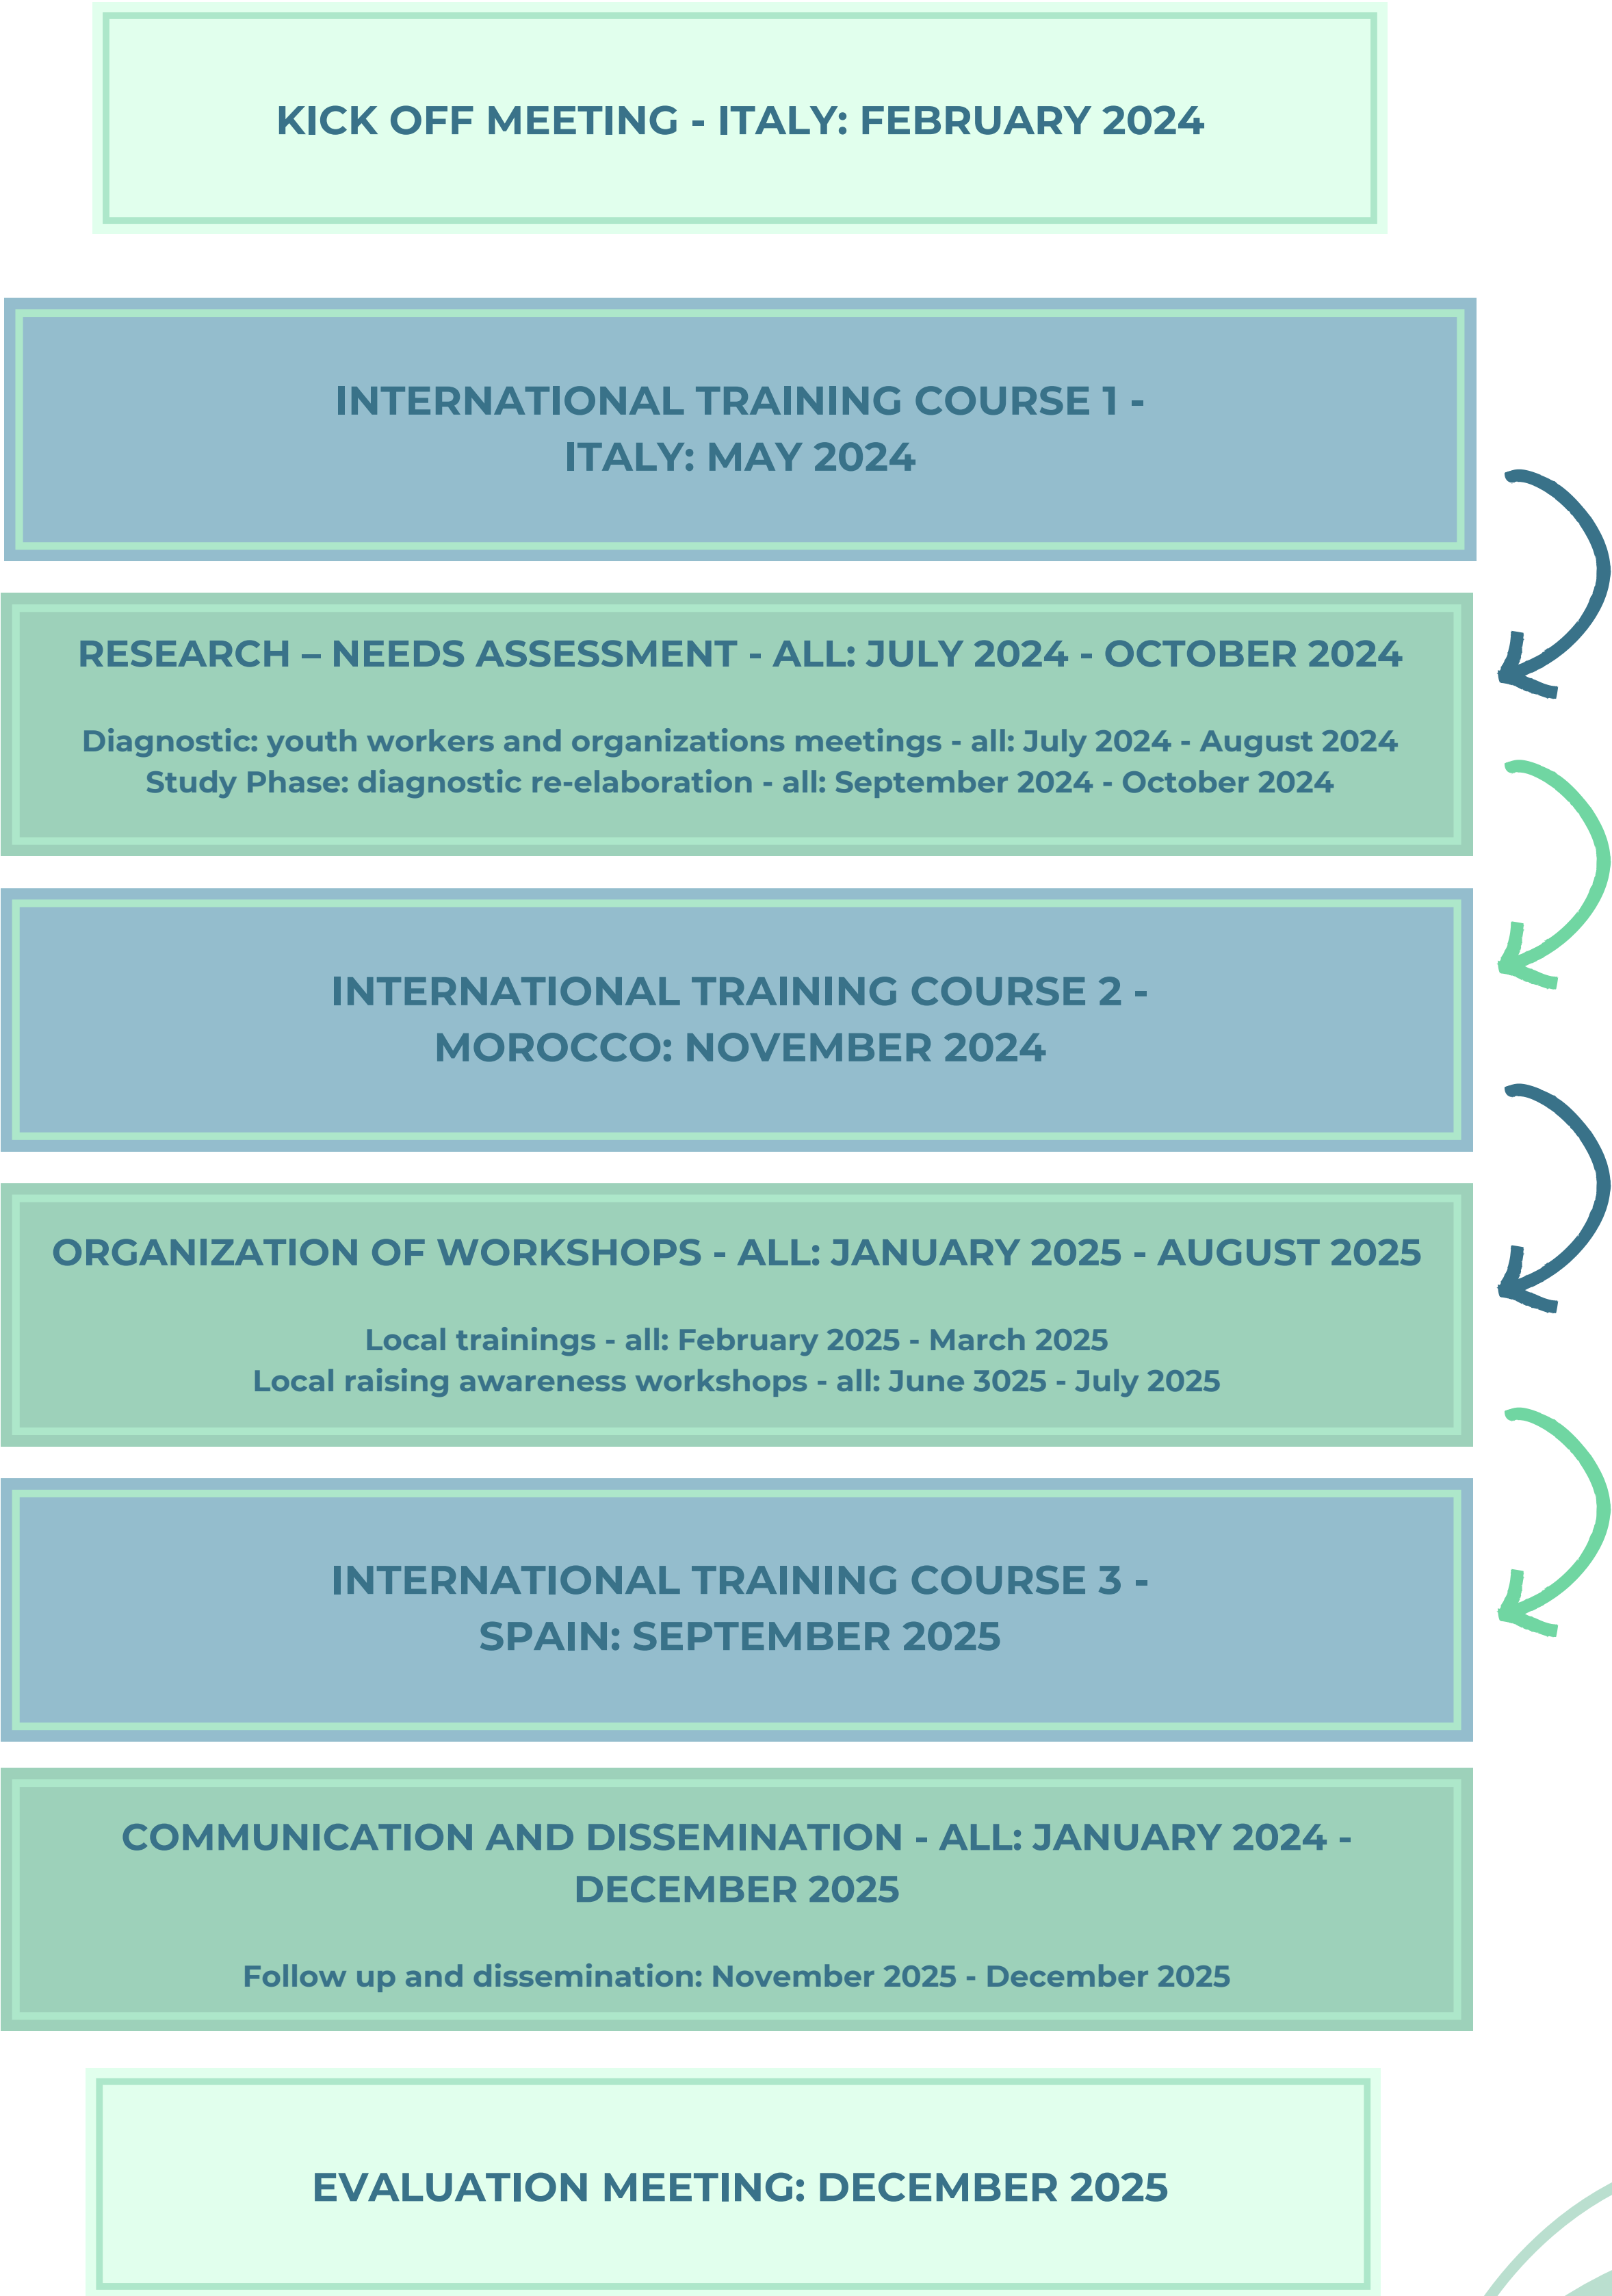 KICK OFF MEETING - ITALY: FEBRUARY 2024
INTERNATIONAL TRAINING COURSE 1 -
ITALY: MAY 2024
RESEARCH – NEEDS ASSESSMENT - ALL: JULY 2024 - OCTOBER 2024
Diagnostic: youth workers and organizations meetings - all: July 2024 - August 2024
Study Phase: diagnostic re-elaboration - all: September 2024 - October 2024
INTERNATIONAL TRAINING COURSE 2 -
MOROCCO: NOVEMBER 2024
ORGANIZATION OF WORKSHOPS - ALL: JANUARY 2025 - AUGUST 2025
Local trainings - all: February 2025 - March 2025
Local raising awareness workshops - all: June 3025 - July 2025
INTERNATIONAL TRAINING COURSE 3 -
SPAIN: SEPTEMBER 2025
COMMUNICATION AND DISSEMINATION - ALL: JANUARY 2024 -
DECEMBER 2025
Follow up and dissemination: November 2025 - December 2025
EVALUATION MEETING: DECEMBER 2025